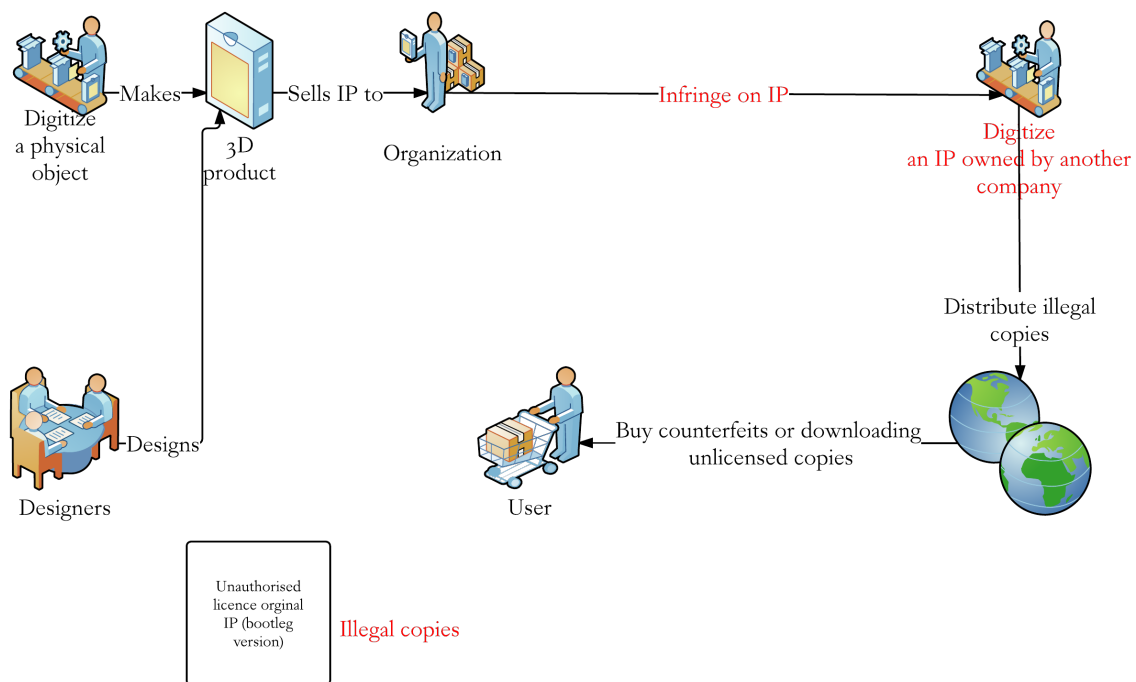 Makes
Sells IP to
Infringe on IP
Digitize
a physical
object
3D
product
Organization
Digitize
an IP owned by another
company
Distribute illegal
copies
Designs
Buy counterfeits or downloading
unlicensed copies
Designers
User
Unauthorised
licence orginal
IP (bootleg
version)
Illegal copies